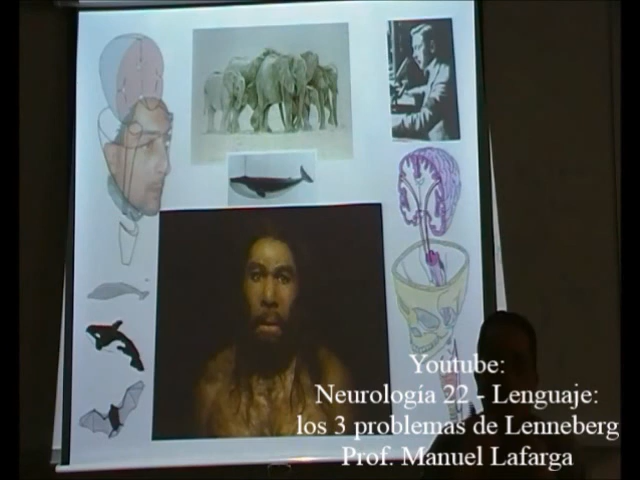 Youtube:
Neurología 22 - Lenguaje:
los 3 problemas de Lenneberg
Prof. Manuel Lafarga